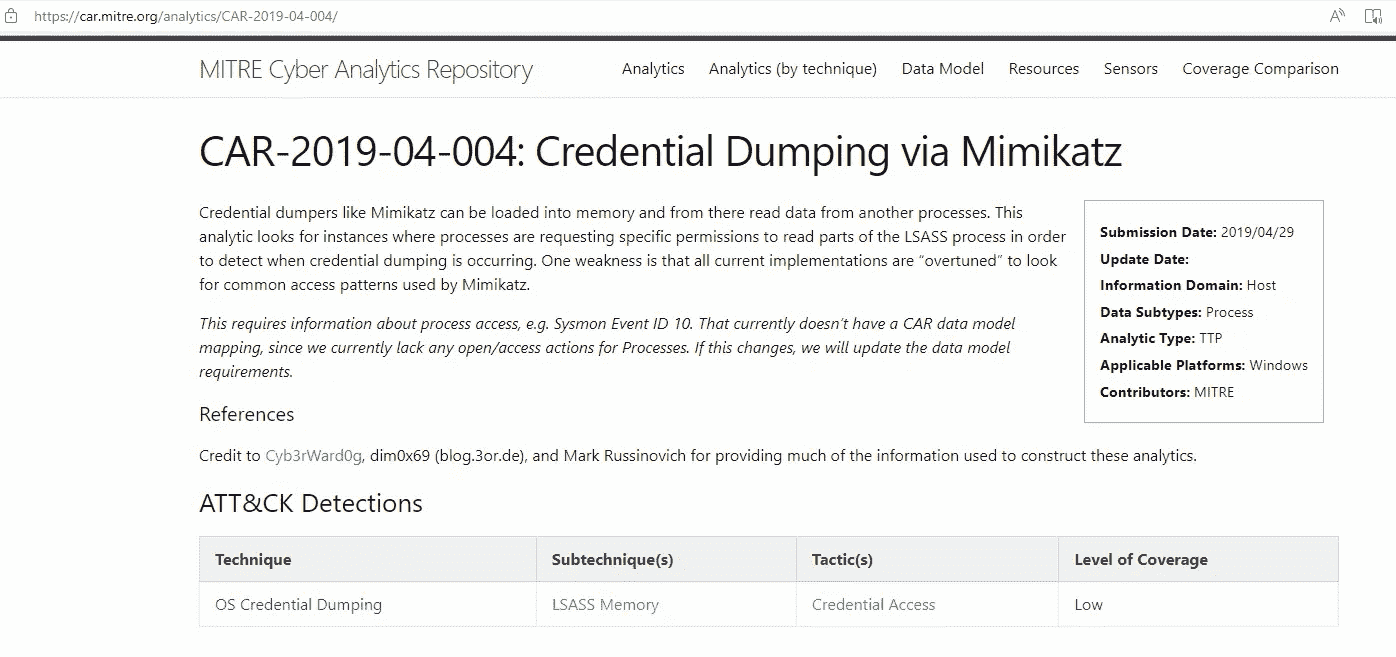 https://car.mitre.org/analytics/CAR-2019-04-004/
MITRE Cyber Analytics Repository
Analytics
Analytics (by technique)
Data Model
Resources
Sensors
Coverage Comparison
CAR-2019-04-004: Credential Dumping via Mimikatz
Credential dumpers like Mimikatz can be loaded into memory and from there read data from another processes. This
analytic looks for instances where processes are requesting specific permissions to read parts of the LSASS process in order
to detect when credential dumping is occurring. One weakness is that all current implementations are “overtuned” to look
for common access patterns used by Mimikatz.
This requires information about process access, e.g. Sysmon Event ID 10. That currently doesn’t have a CAR data model
mapping, since we currently lack any open/access actions for Processes. If this changes, we will update the data model
requirements.
Submission Date: 2019/04/29
Update Date:
Information Domain: Host
Data Subtypes: Process
Analytic Type: TTP
Applicable Platforms: Windows
Contributors: MITRE
References
Credit to Cyb3rWard0g, dim0x69 (blog.3or.de), and Mark Russinovich for providing much of the information used to construct these analytics.
ATT&CK Detections
Technique
Subtechnique(s)
Tactic(s)
Level of Coverage
OS Credential Dumping
LSASS Memory
Credential Access
Low